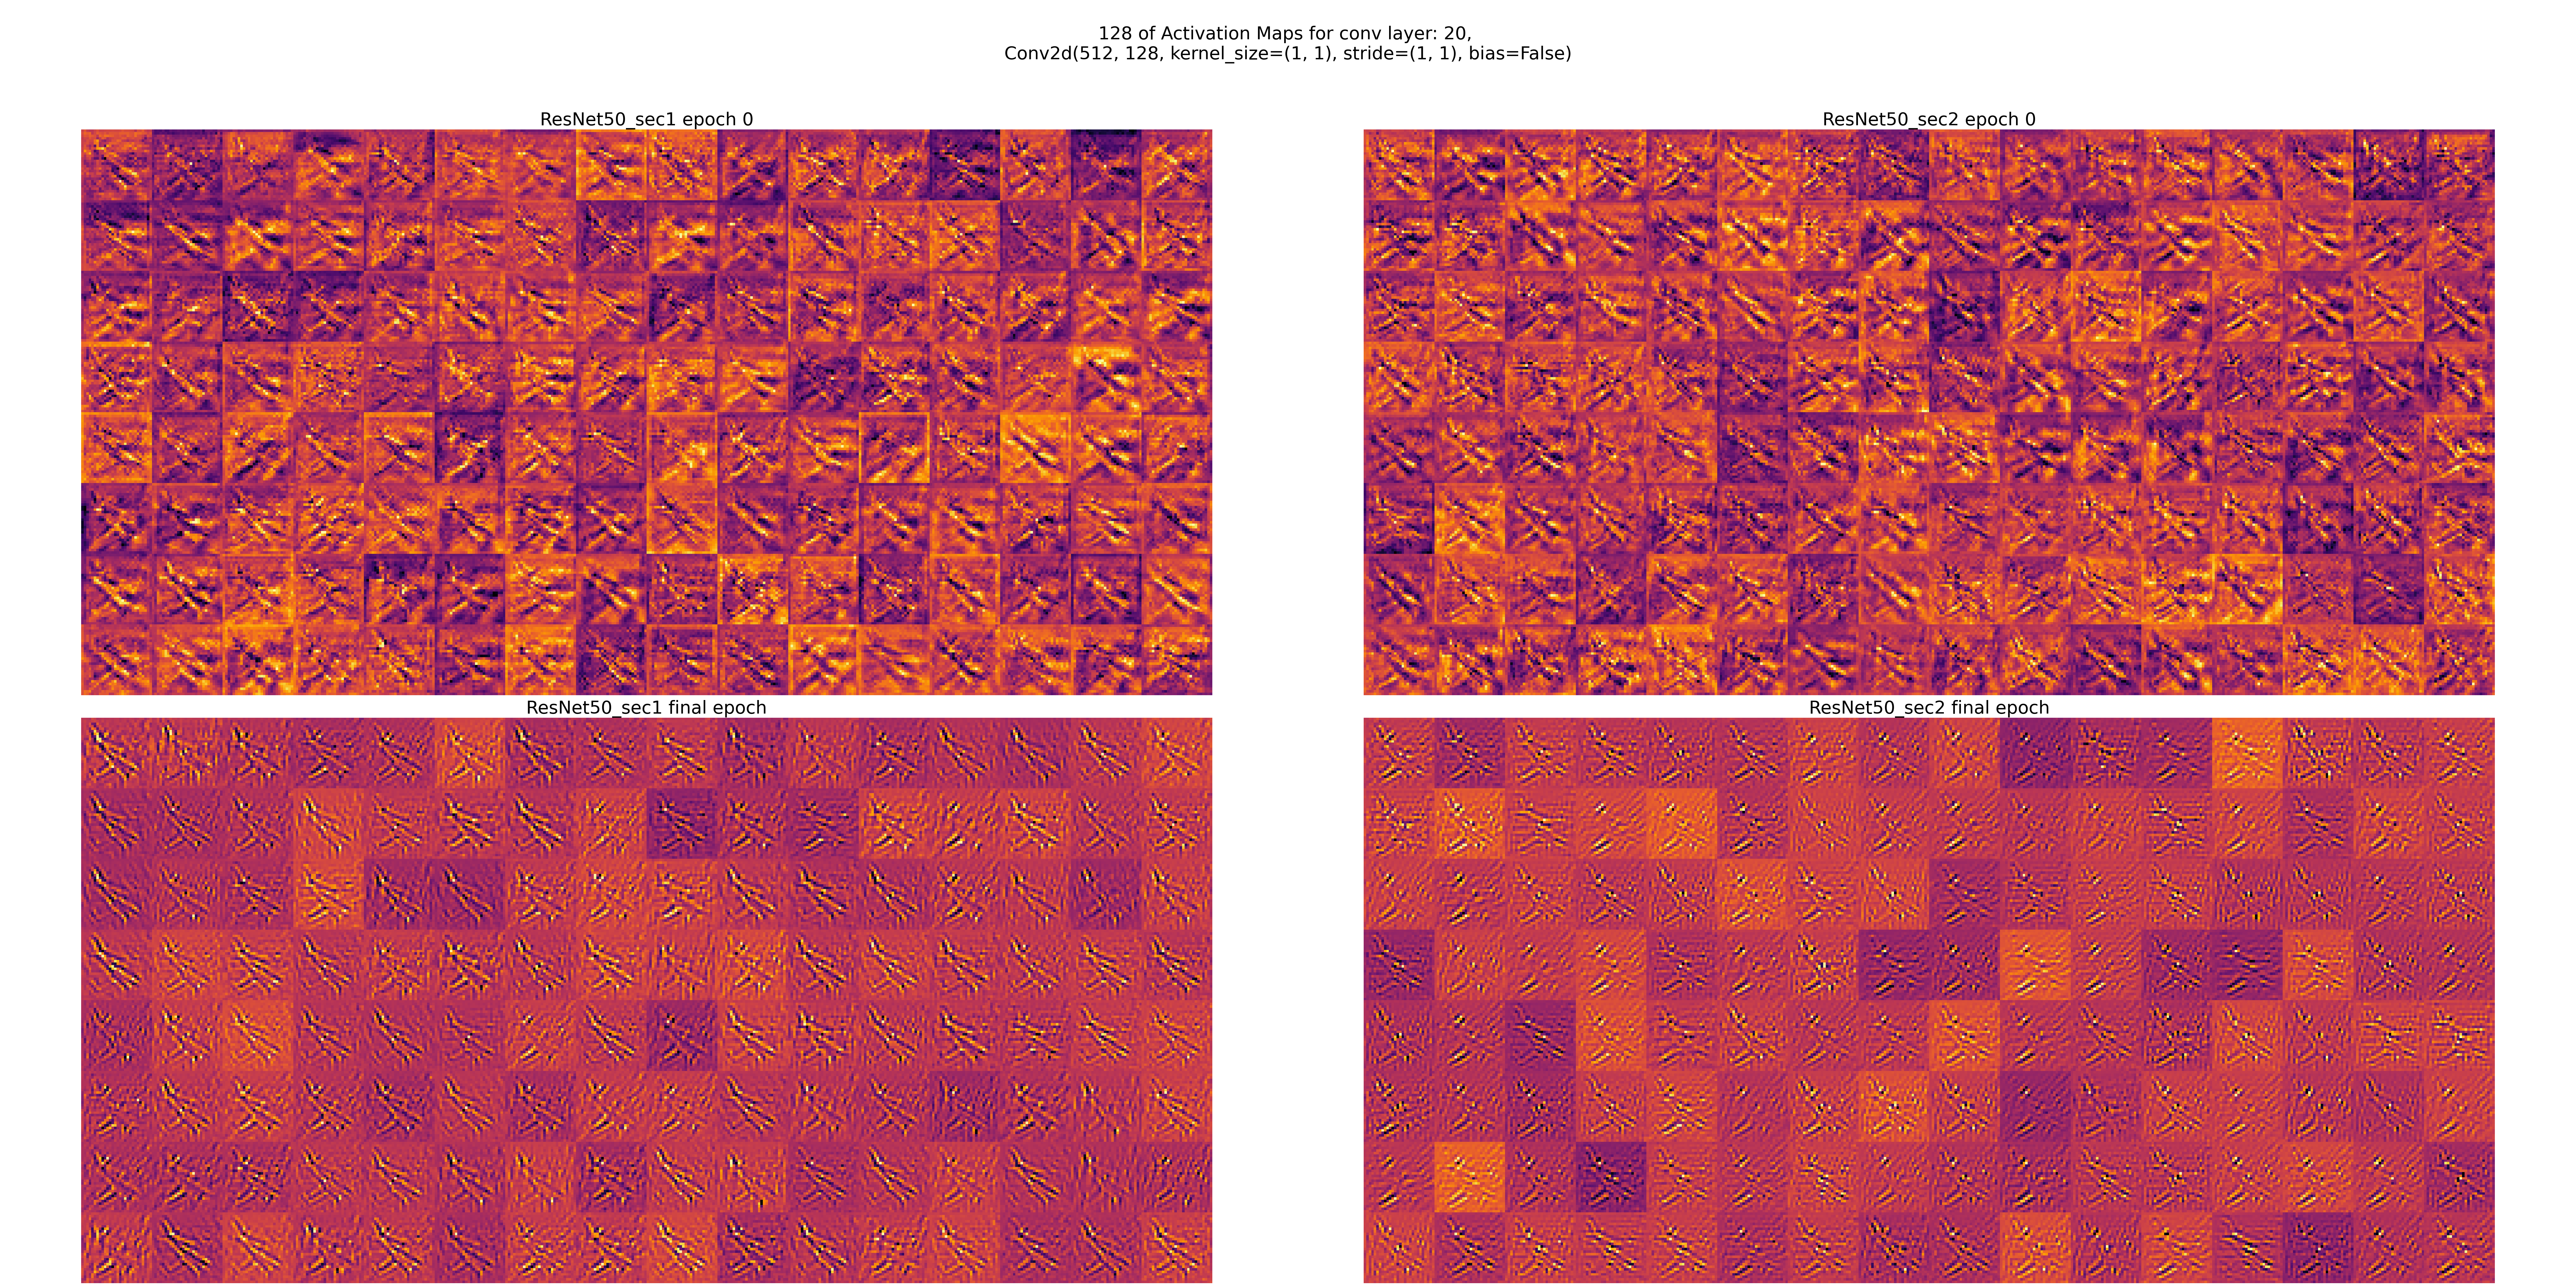 128 of Activation Maps for conv layer: 20,
Conv2d(512, 128, kernel_size=(1, 1), stride=(1, 1), bias=False)
ResNet50_sec1 epoch 0
ResNet50_sec2 epoch 0
ResNet50_sec1 final epoch
ResNet50_sec2 final epoch